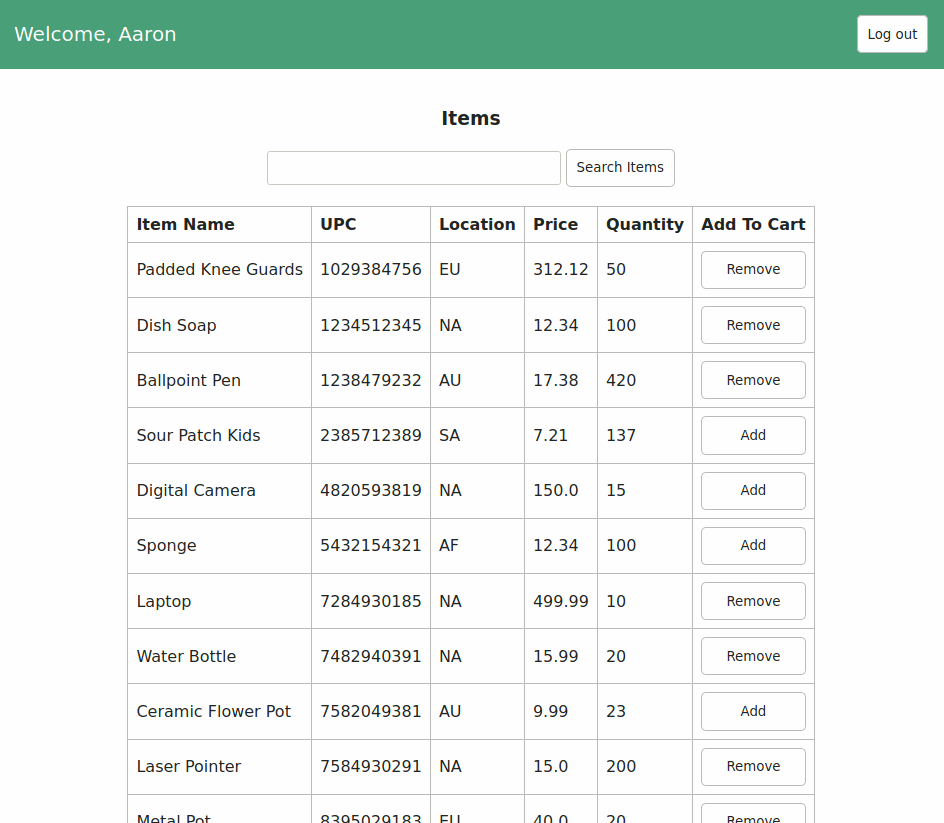 Welcome, Aaron
Log out
Items
Search Items
Item Name UPC Location Price Quantity Add To Cart
Padded Knee Guards 1029384756 EU 312.12 50 Remove
Dish Soap 1234512345 NA 12.34 100 Remove
Ballpoint Pen 1238479232 AU 17.38 420 Remove
Sour Patch Kids 2385712389 SA 7.21 137 Add
Digital Camera 4820593819 NA 150.0 15 Add
Sponge 5432154321 AF 12.34 100 Add
Laptop 7284930185 NA 499.99 10 Remove
Water Bottle 7482940391 NA 15.99 20 Remove
Ceramic Flower Pot 7582049381 AU 9.99 23 Add
Laser Pointer 7584930291 NA 15.0 200 Remove
Metal Pot 8395029183 EU 40.0 20 Remove